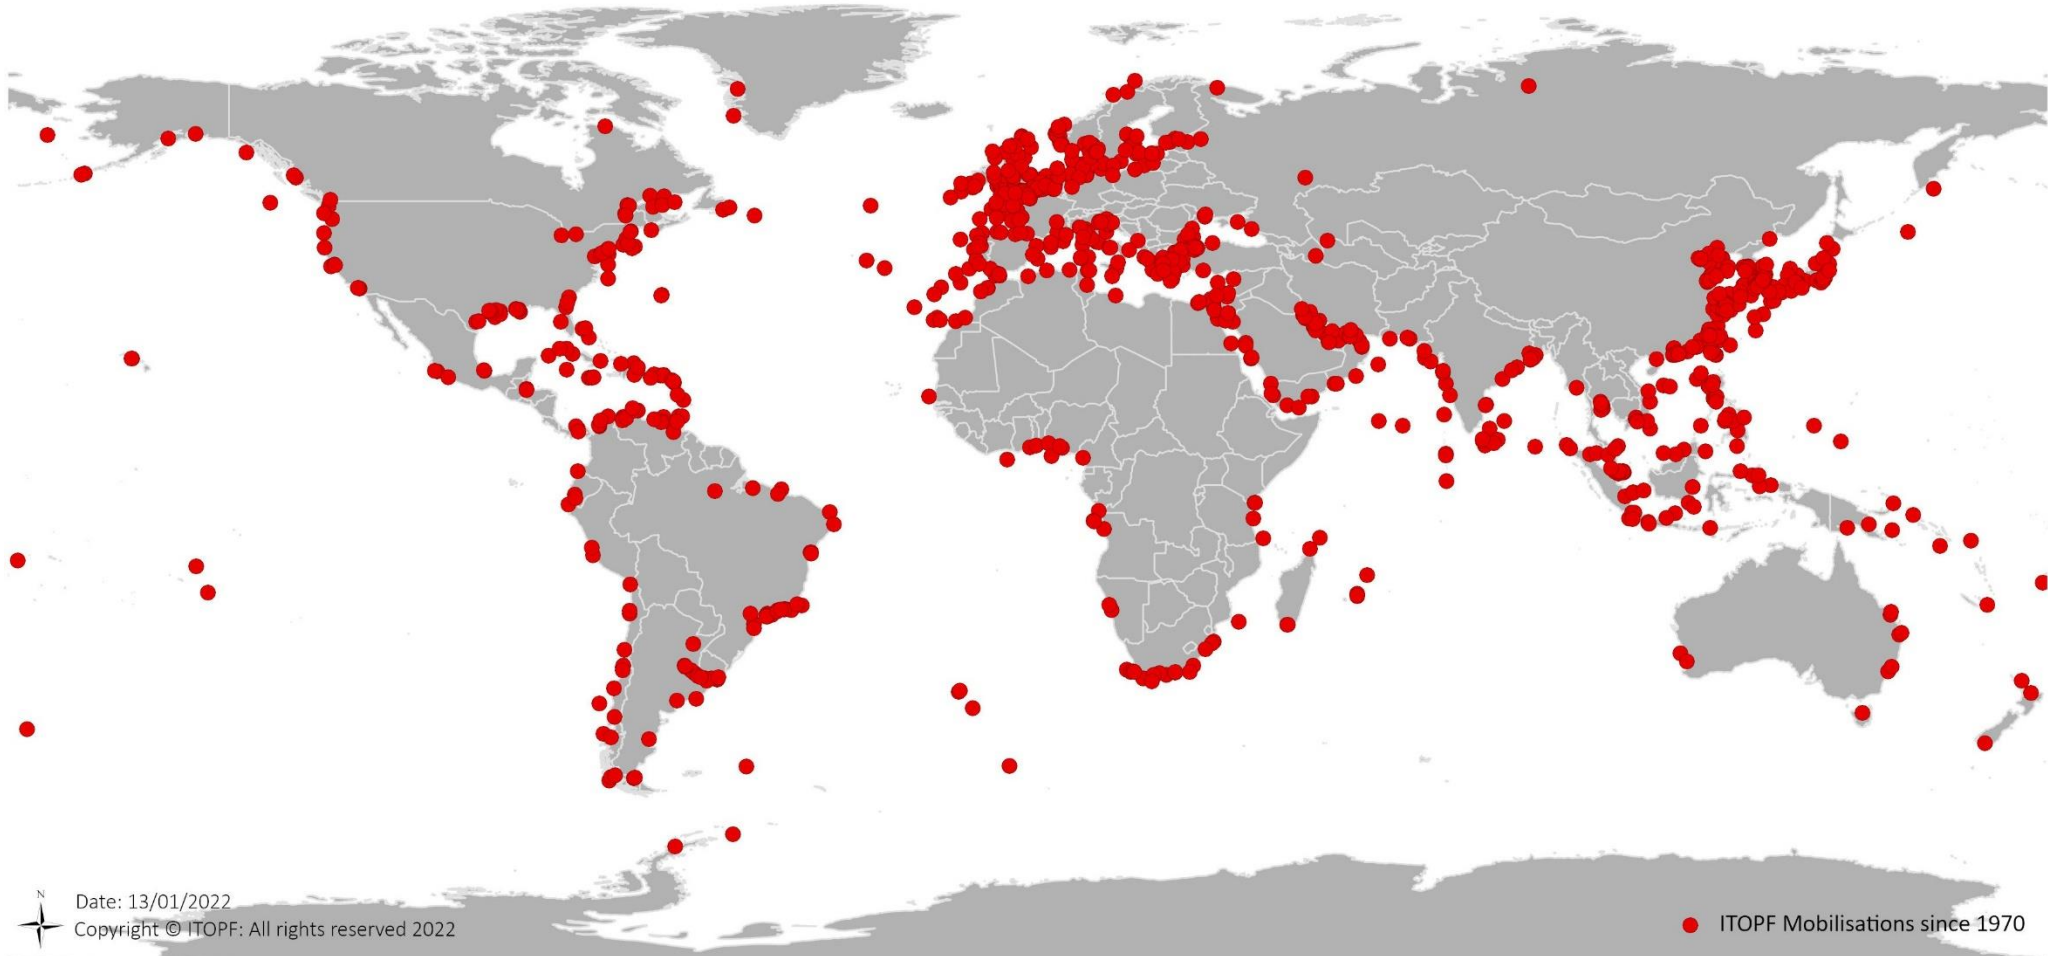 N
Date: 13/01/2022
Copyright © ITOPF: All rights reserved 2022
ITOPF Mobilisations since 1970